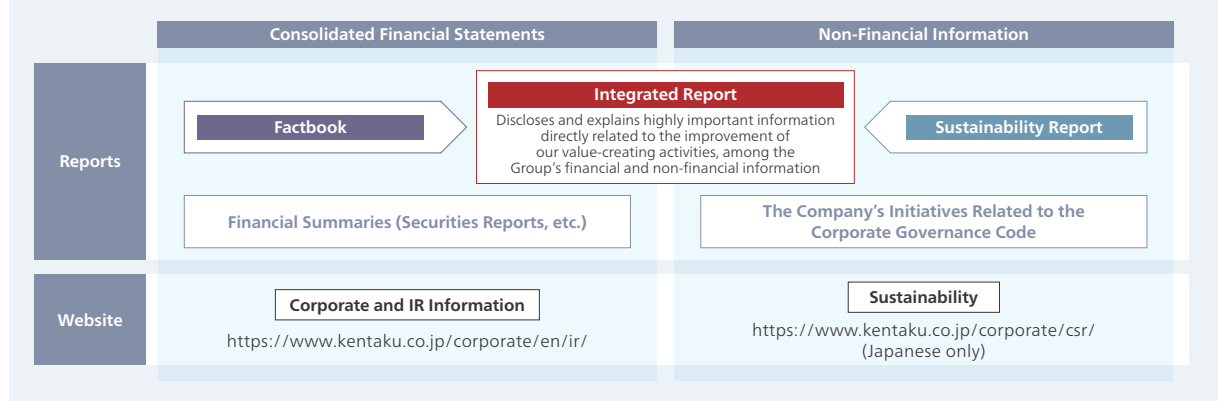 Consolidated Financial Statements
Non-Financial Information
Reports
Factbook
Integrated Report
Discloses and explains highly important information
directly related to the improvement of
our value-creating activities, among the
Group’s financial and non-financial information
Sustainability Report
Financial Summaries (Securities Reports, etc.)
The Company’s Initiatives Related to the
Corporate Governance Code
Website
Corporate and IR Information
https://www.kentaku.co.jp/corporate/en/ir/
Sustainability
https://www.kentaku.co.jp/corporate/csr/
(Japanese only)